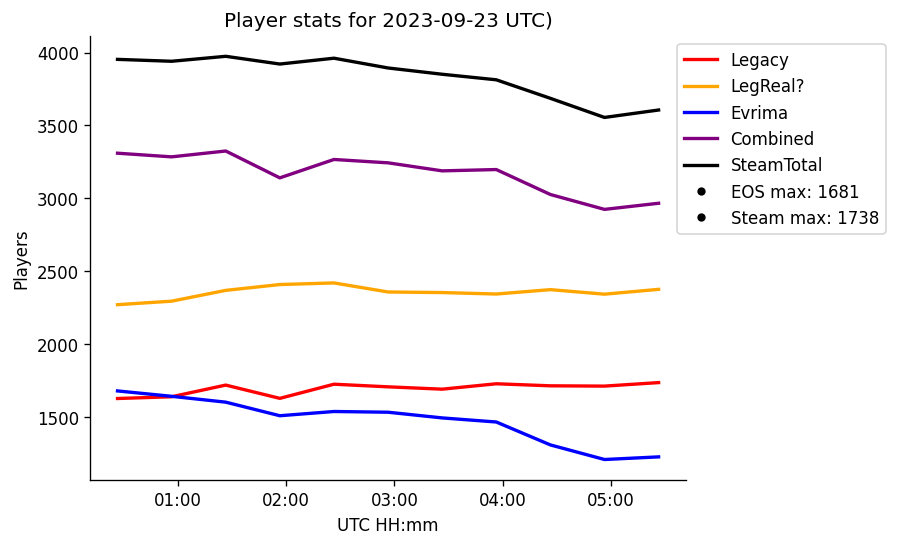 Player stats for 2023-09-23 UTC)
4000
3500
3000
2500
2000
1500
Players
01:00 02:00 03:00 04:00 05:00
UTC HH:mm
Legacy
LegReal?
Evrima
Combined
SteamTotal
EOS max: 1681
Steam max: 1738